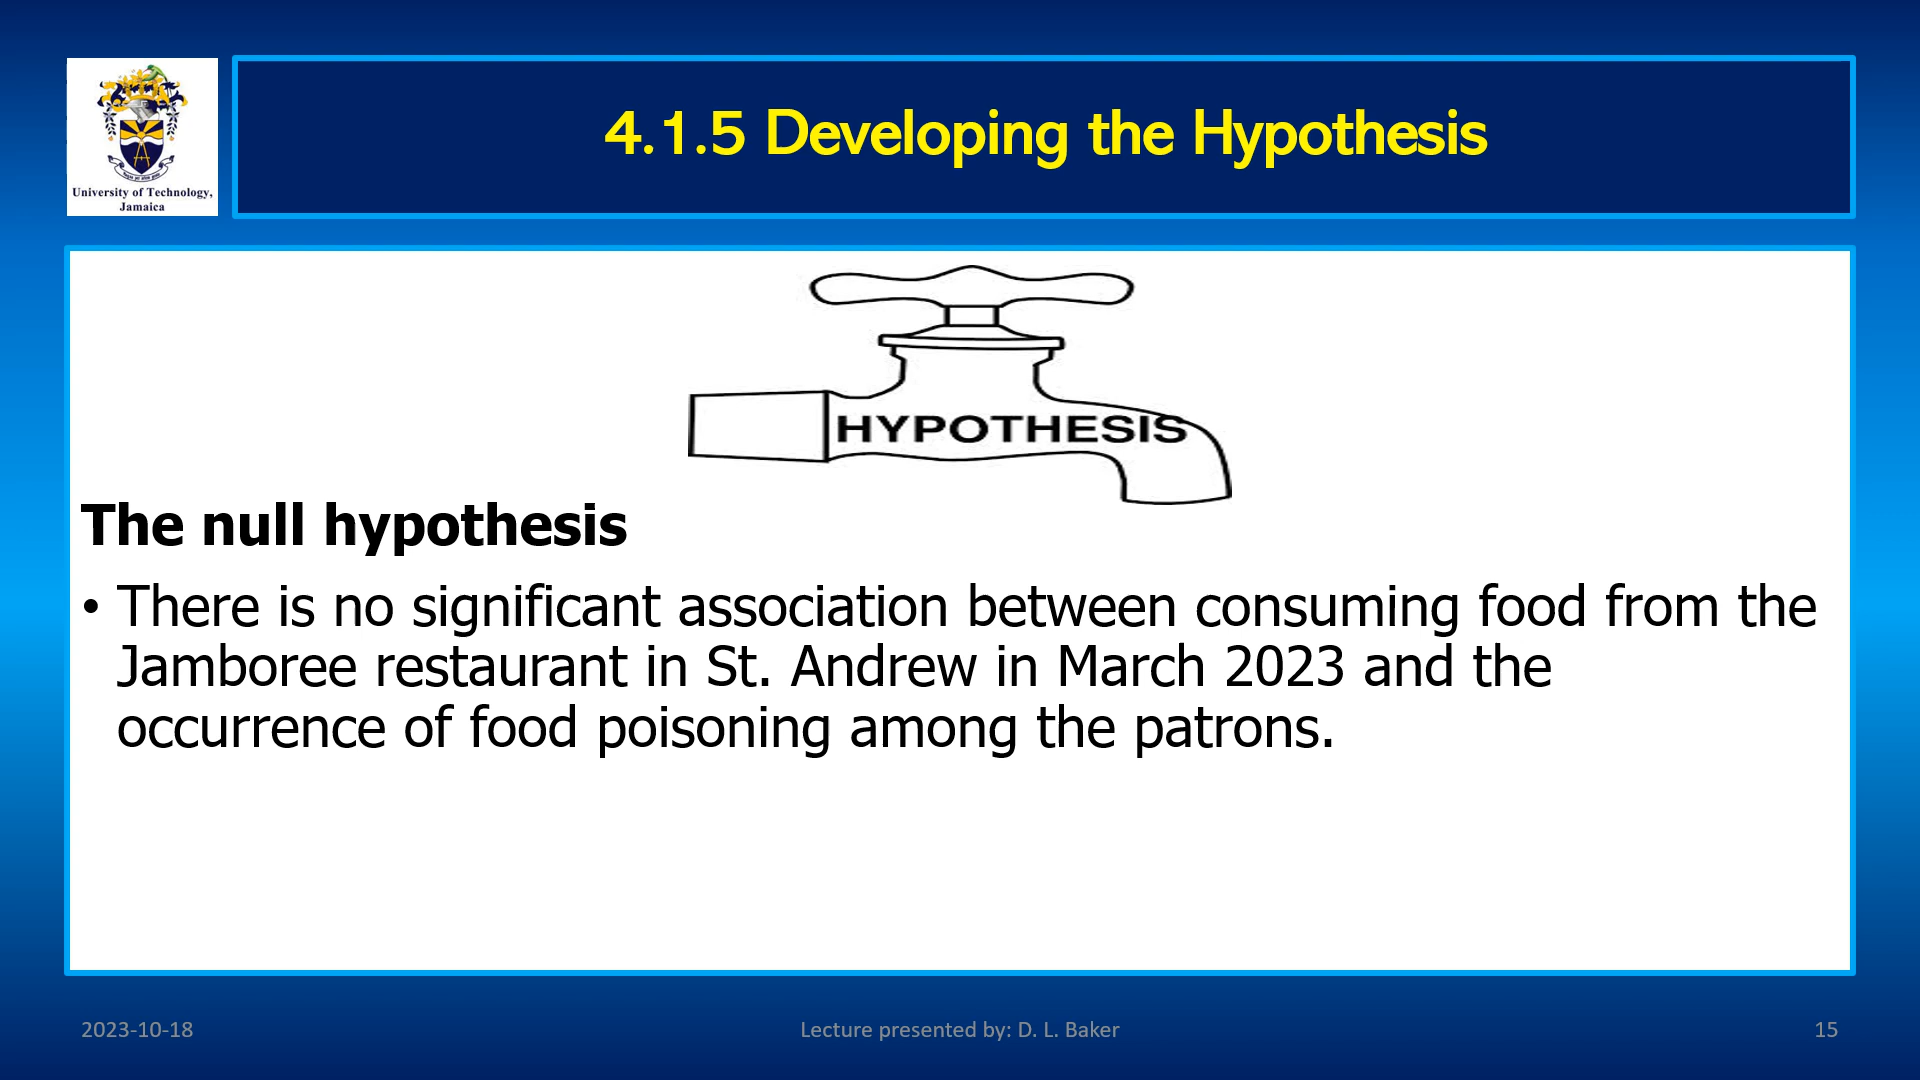 University of Technology,
Jamaica
4.1.5 Developing the Hypothesis
HYPOTHESIS
The null hypothesis
• There is no significant association between consuming food from the
Jamboree restaurant in St. Andrew in March 2023 and the
occurrence of food poisoning among the patrons.
2023-10-18
Lecture presented by: D. L. Baker
15